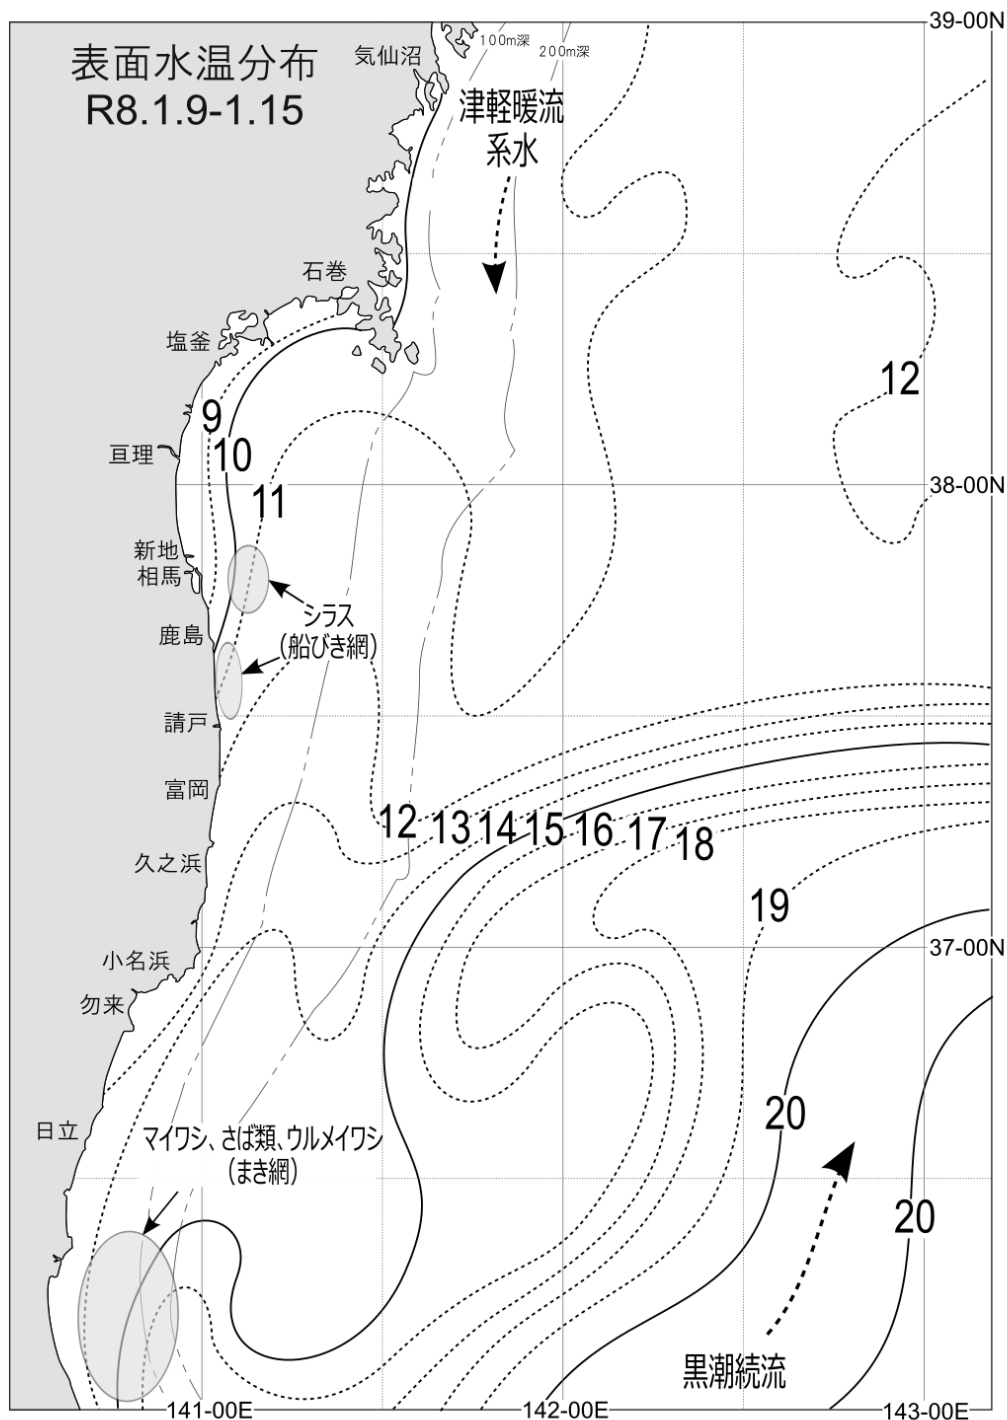 表面水温分布
R8.1.9-1.15
気仙沼
100m深
200m深
39-00N
津軽暖流
系水
石巻
塩釜
12
9
亘理
10
38-00N
11
新地
相馬
シラス
(船びき網)
鹿島
請戸
富岡
12
13
14
15
16
17
18
久之浜
19
37-00N
小名浜
勿来
20
日立
マイワシ、さば類、ウルメイワシ
(まき網)
20
黒潮続流
141-00E
142-00E
143-00E